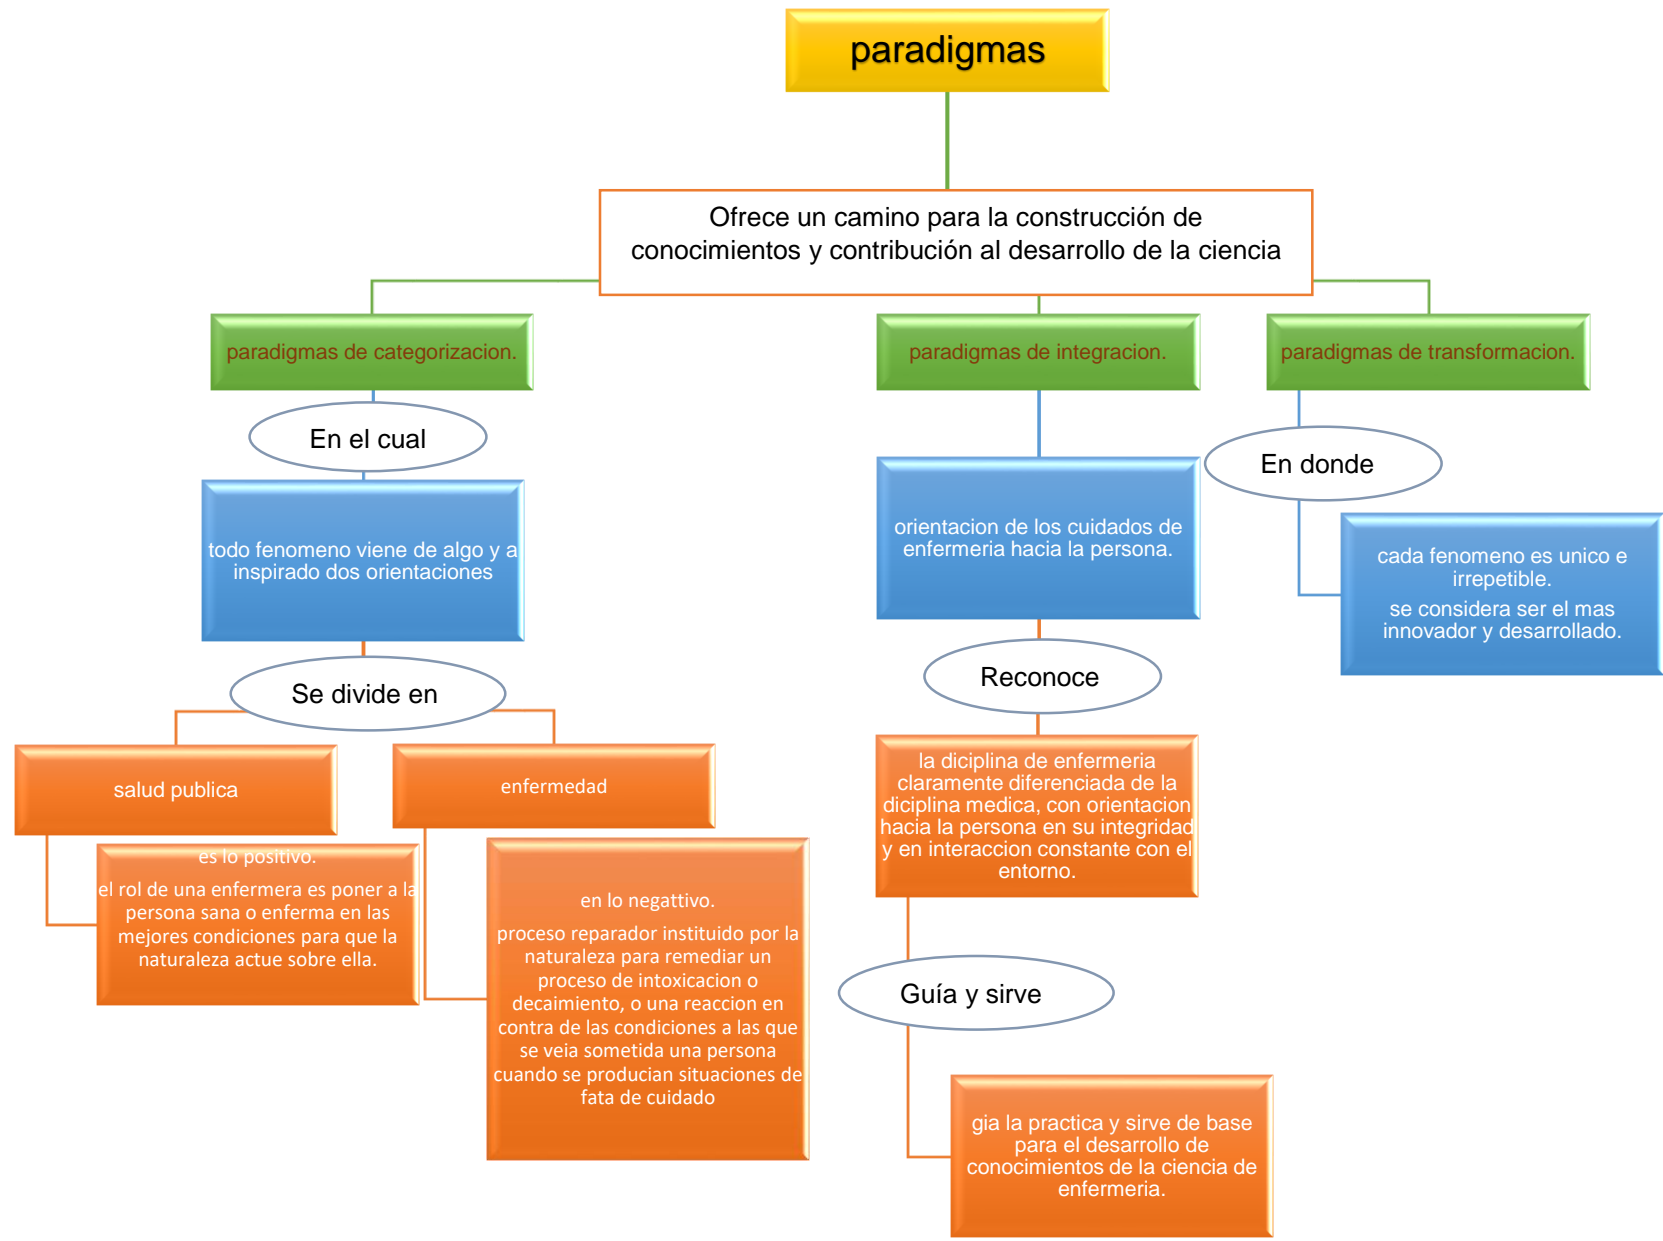 paradigmas
Ofrece un camino para la construcción de
conocimientos y contribución al desarrollo de la ciencia
paradigmas de categorizacion.
En el cual
todo fenomeno viene de algo y a
inspirado dos orientaciones
Se divide en
salud publica
es lo positivo.
el rol de una enfermera es poner a la
persona sana o enferma en las
mejores condiciones para que la
naturaleza actue sobre ella.
enfermedad
en lo negattivo.
proceso reparador instituido por la
naturaleza para remediar un
proceso de intoxicacion o
decaimiento, o una reaccion en
contra de las condiciones a las que
se veia sometida una persona
cuando se producian situaciones de
fata de cuidado
paradigmas de integracion.
orientacion de los cuidados de
enfermeria hacia la persona.
Reconoce
la diciplina de enfermeria
claramente diferenciada de la
diciplina medica, con orientacion
hacia la persona en su integridad
y en interaccion constante con el
entorno.
Guía y sirve
gia la practica y sirve de base
para el desarrollo de
conocimientos de la ciencia de
enfermeria.
paradigmas de transformacion.
En donde
cada fenomeno es unico e
irrepetible.
se considera ser el mas
innovador y desarrollado.